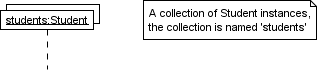 students:Student
A collection of Student instances,
the collection is named 'students'